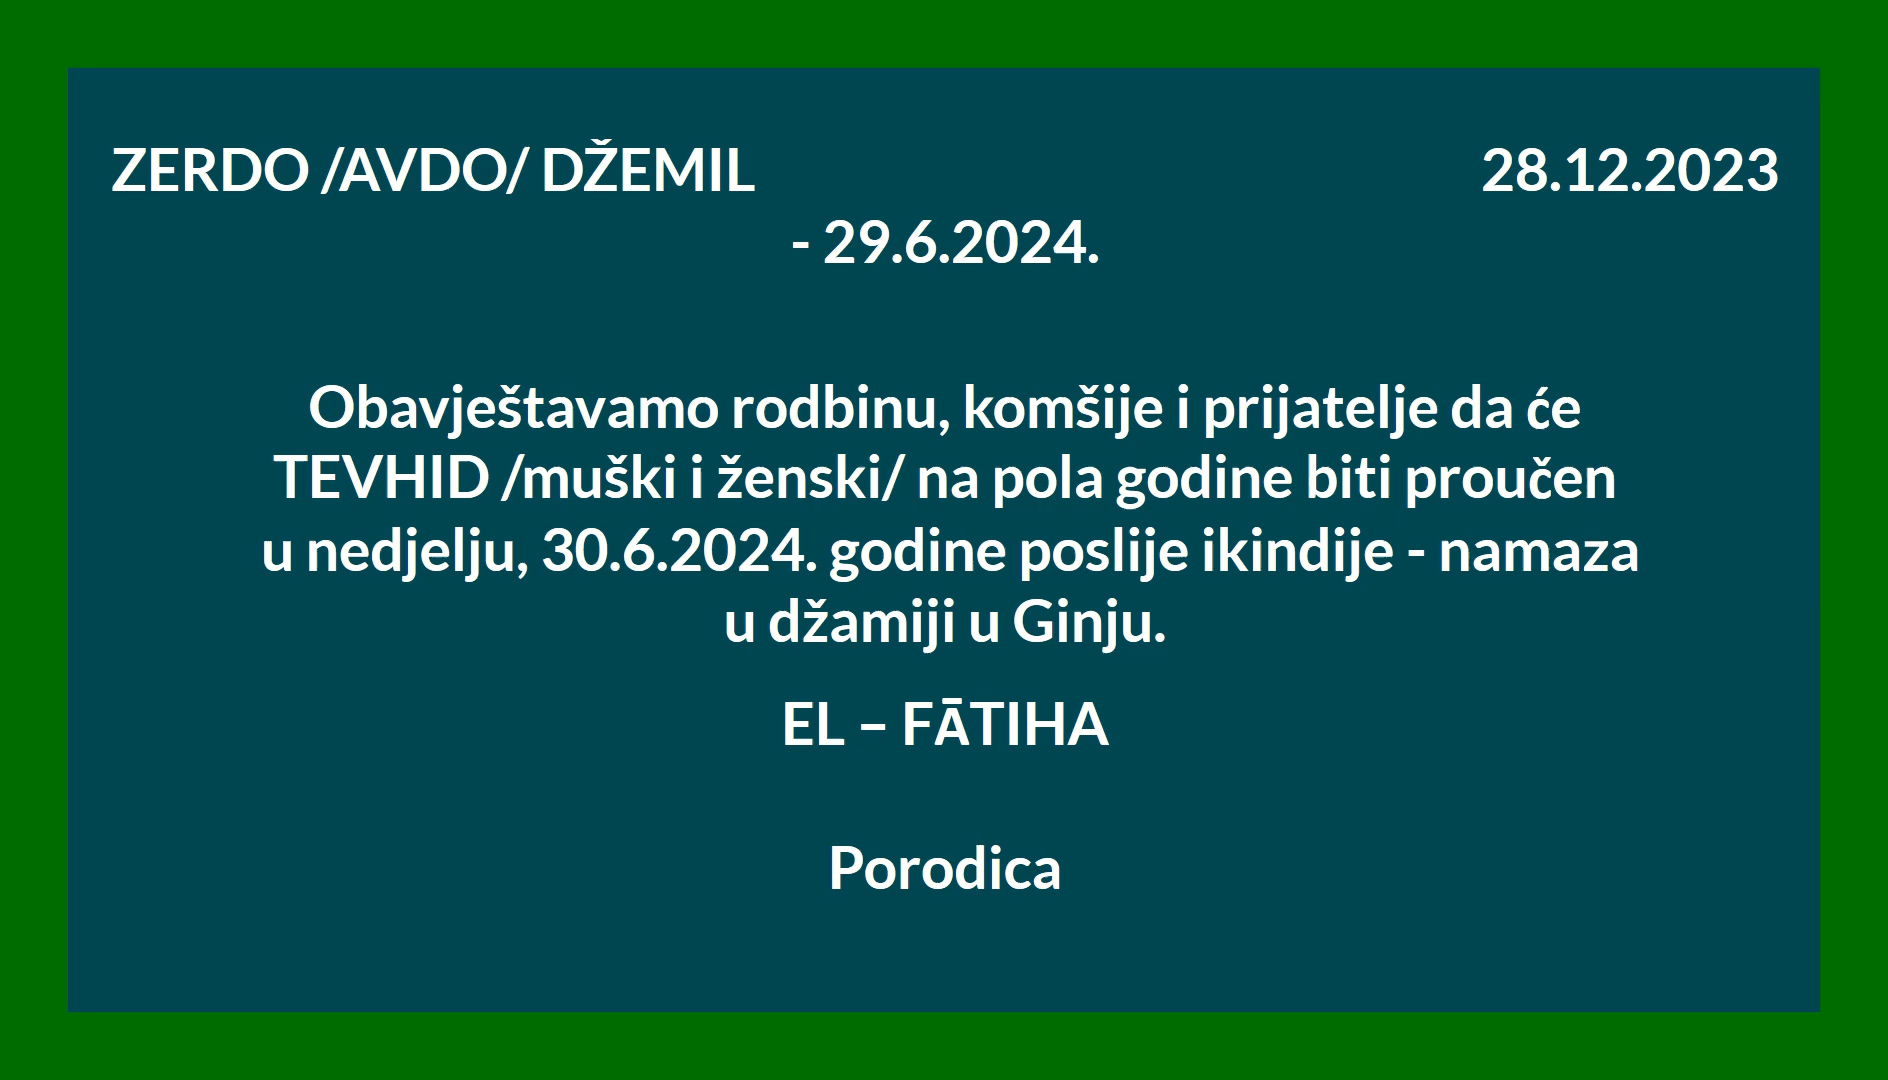 ZERDO /AVDO/ DŽEMIL 28.12.2023
- 29.6.2024.
Obavještavamo rodbinu, komšije i prijatelje da će
TEVHID /muški i ženski/ na pola godine biti proučen
u nedjelju, 30.6.2024. godine poslije ikindije - namaza
u džamiji u Ginju.
EL – FĀTIHA
Porodica